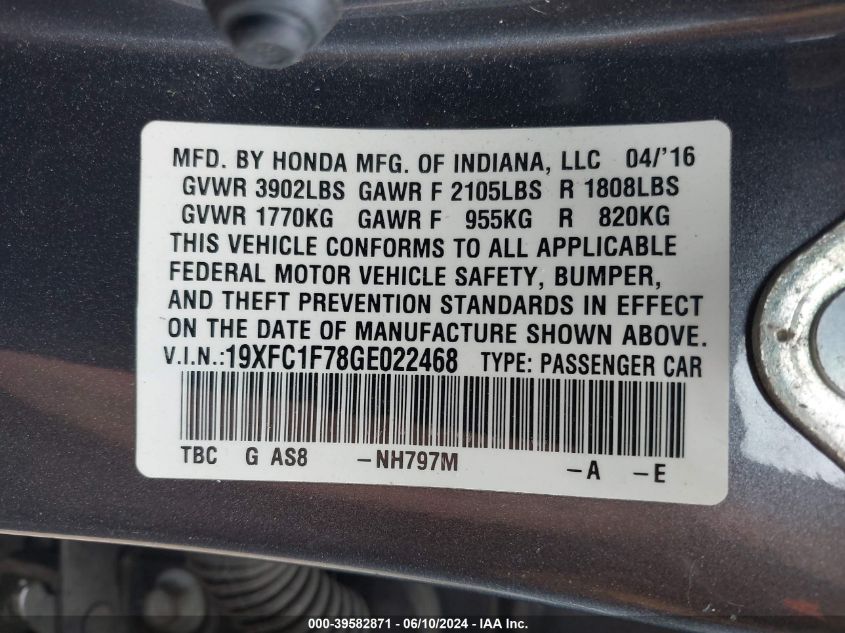 MFD. BY HONDA MFG. OF INDIANA, LLC 04/'16
GVWR 3902LBS GAWR F 2105LBS R 1808LBS
GVWR 1770KG GAWR F 955KG R 820KG
THIS VEHICLE CONFORMS TO ALL APPLICABLE
FEDERAL MOTOR VEHICLE SAFETY, BUMPER,
AND THEFT PREVENTION STANDARDS IN EFFECT
ON THE DATE OF MANUFACTURE SHOWN ABOVE.
V.I.N.:19XFC1F78GE022468 TYPE: PASSENGER CAR
TBC G AS8 -NH797M -A -E
000-39582871 - 06/10/2024 - US